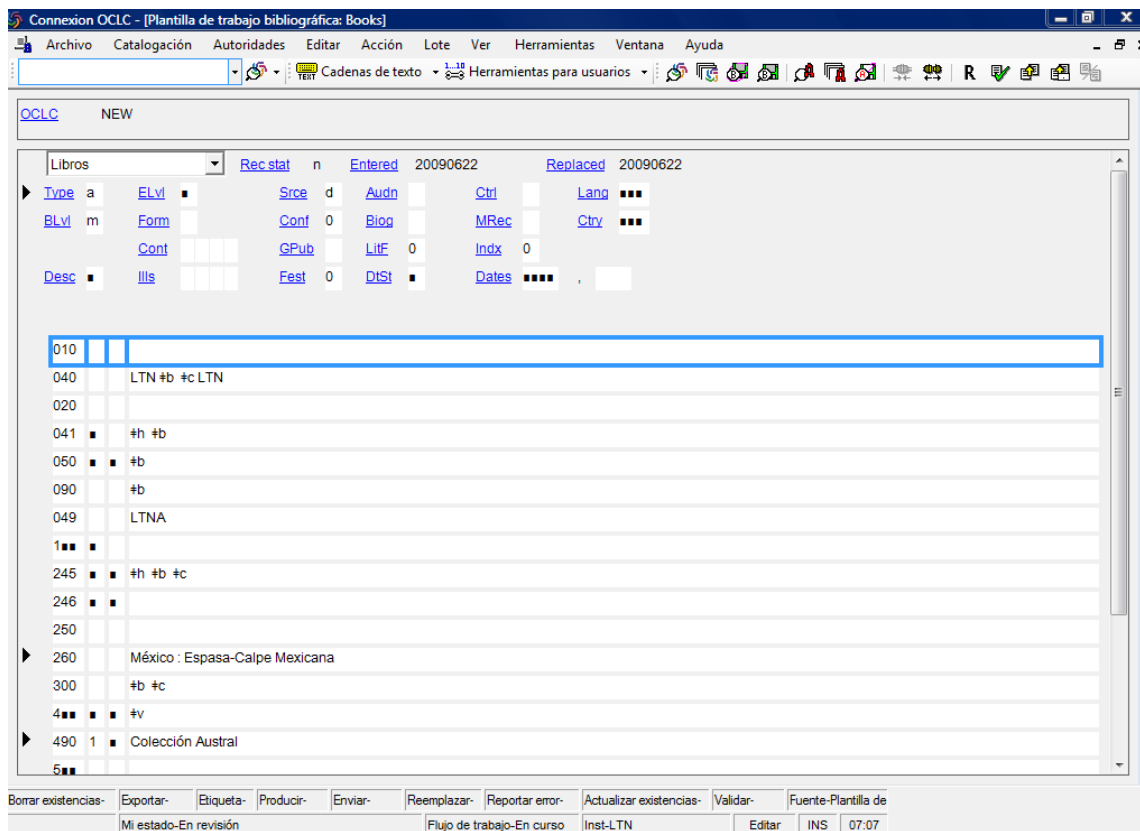 Connexion OCLC - [Plantilla de trabajo bibliográfica: Books]
Archivo Catalogación Autoridades Editar Acción Lote Ver Herramientas Ventana Ayuda
TEXT Cadenas de texto 1...10 Herramientas para usuarios R
OCLC NEW
Libros Rec stat n Entered 20090622 Replaced 20090622
Type a ELvl ■ Srce d Audn Ctrl Lang ■■■
BLvl m Form Conf 0 Biog MRec Ctry ■■■
Cont GPub LitF 0 Indx 0
Desc ■ Ills Fest 0 DtSt ■ Dates ■■■■ ,
010
040 LTN ǂb ǂc LTN
020
041 ■ ǂh ǂb
050 ■ ■ ǂb
090 ǂb
049 LTNA
1■■ ■
245 ■ ■ ǂh ǂb ǂc
246 ■ ■
250
260 México : Espasa-Calpe Mexicana
300 ǂb ǂc
4■■ ■ ■ ǂv
490 1 ■ Colección Austral
5■■
Borrar existencias- Exportar- Etiqueta- Producir- Enviar- Reemplazar- Reportar error- Actualizar existencias- Validar- Fuente-Plantilla de
Mi estado-En revisión Flujo de trabajo-En curso Inst-LTN Editar INS 07:07